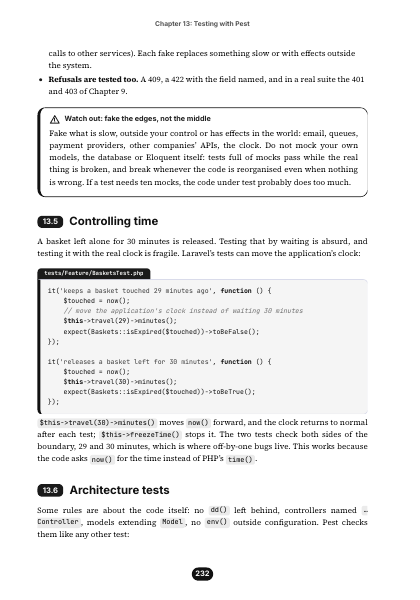 Chapter 13: Testing with Pest
calls to other services). Each fake replaces something slow or with effects outside
the system.
• Refusals are tested too. A 409, a 422 with the field named, and in a real suite the 401
and 403 of Chapter 9.
Watch out: fake the edges, not the middle
Fake what is slow, outside your control or has effects in the world: email, queues,
payment providers, other companies' APIs, the clock. Do not mock your own
models, the database or Eloquent itself: tests full of mocks pass while the real
thing is broken, and break whenever the code is reorganised even when nothing
is wrong. If a test needs ten mocks, the code under test probably does too much.
13.5 Controlling time
A basket left alone for 30 minutes is released. Testing that by waiting is absurd, and
testing it with the real clock is fragile. Laravel's tests can move the application's clock:
tests/Feature/BasketsTest.php
it('keeps a basket touched 29 minutes ago', function () {
    $touched = now();
    // move the application's clock instead of waiting 30 minutes
    $this->travel(29)->minutes();
    expect(Baskets::isExpired($touched))->toBeFalse();
});
it('releases a basket left for 30 minutes', function () {
    $touched = now();
    $this->travel(30)->minutes();
    expect(Baskets::isExpired($touched))->toBeTrue();
});
$this->travel(30)->minutes() moves now() forward, and the clock returns to normal
after each test; $this->freezeTime() stops it. The two tests check both sides of the
boundary, 29 and 30 minutes, which is where off-by-one bugs live. This works because
the code asks now() for the time instead of PHP's time().
13.6 Architecture tests
Some rules are about the code itself: no dd() left behind, controllers named
Controller, models extending Model, no env() outside configuration. Pest checks
them like any other test:
232